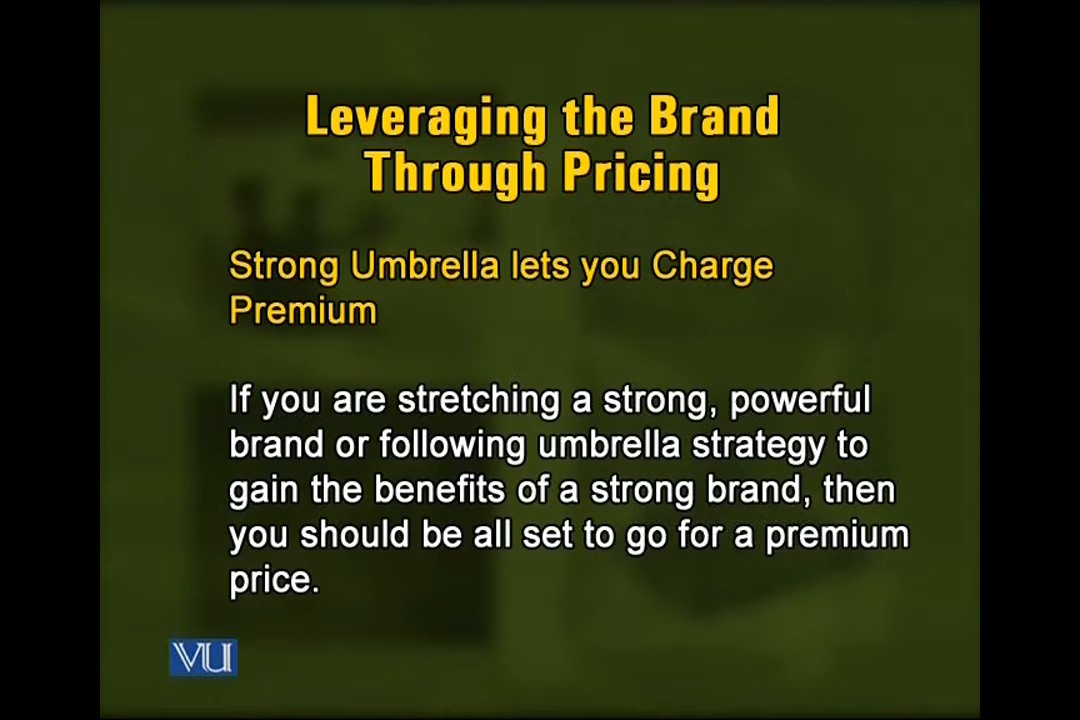 Leveraging the Brand
Through Pricing
Strong Umbrella lets you Charge
Premium
If you are stretching a strong, powerful
brand or following umbrella strategy to
gain the benefits of a strong brand, then
you should be all set to go for a premium
price.
VU